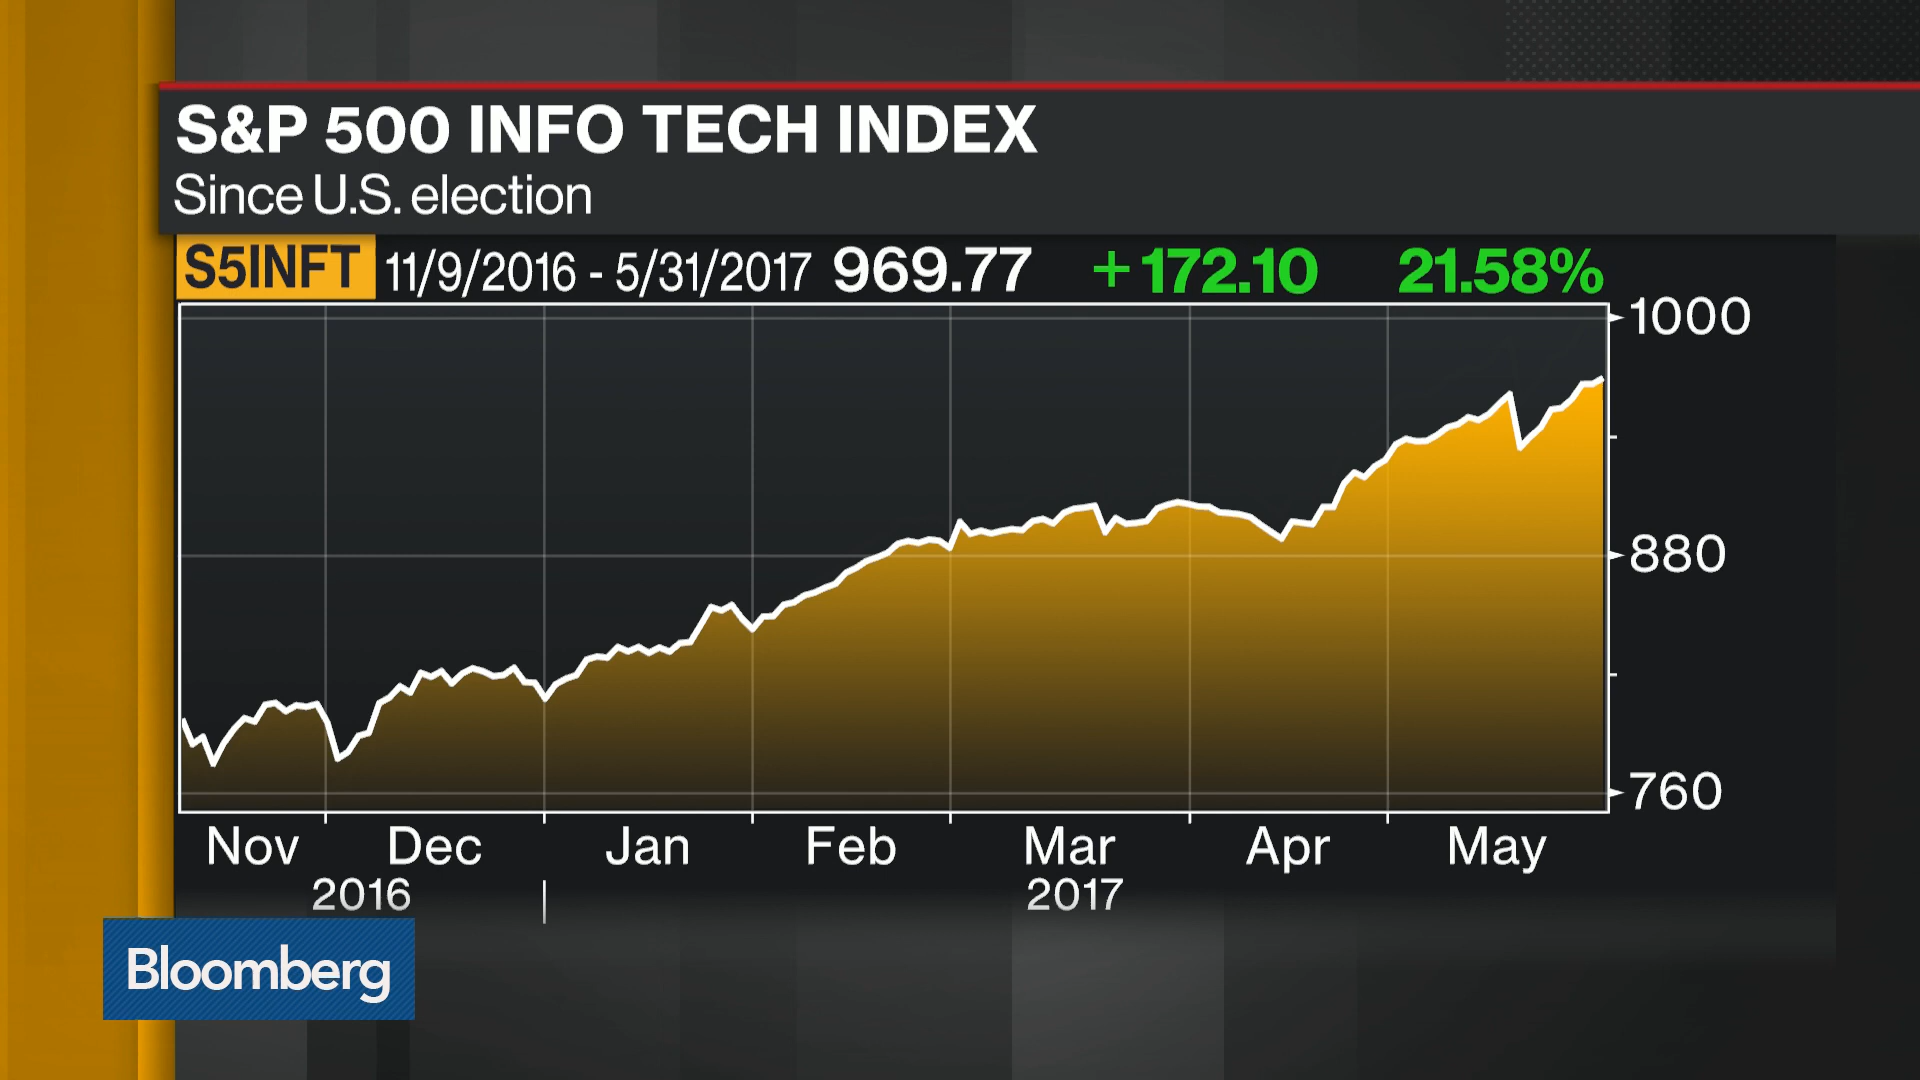 S&P 500 INFO TECH INDEX
Since U.S. election
S5INFT 11/9/2016 - 5/31/2017 969.77 +172.10 21.58%
1000
880
760
Nov Dec Jan Feb Mar Apr May
2016 2017
Bloomberg